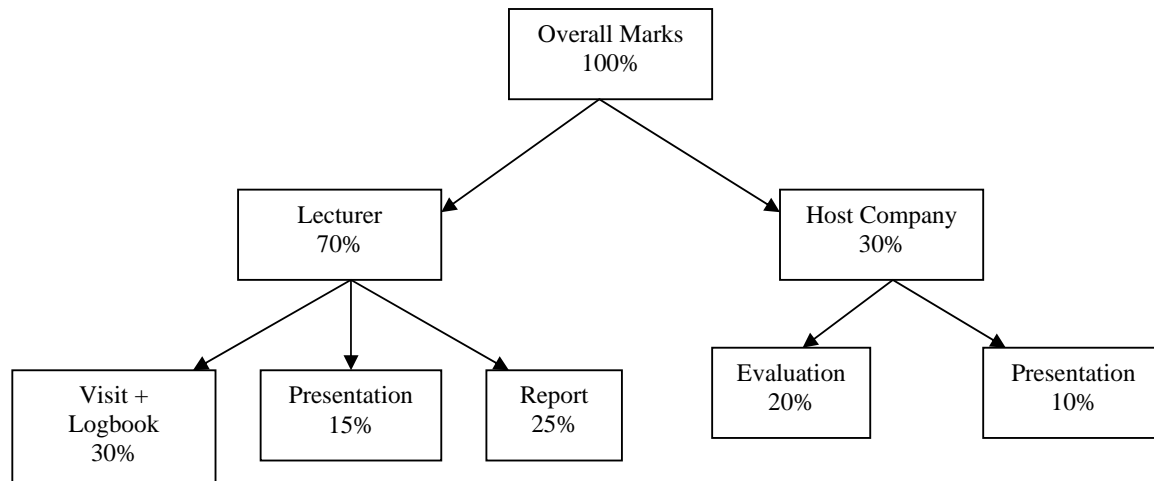 Overall Marks
100%
Lecturer
70%
Host Company
30%
Visit +
Logbook
30%
Presentation
15%
Report
25%
Evaluation
20%
Presentation
10%